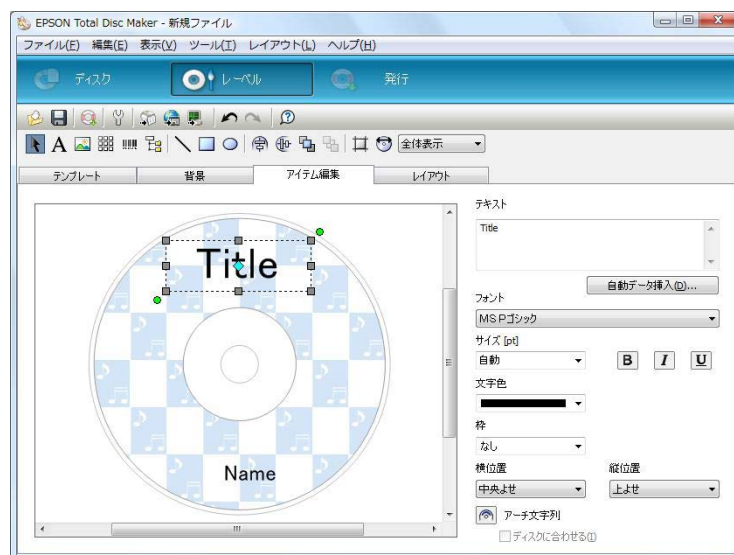 EPSON Total Disc Maker - 新規ファイル
ファイル(F) 編集(E) 表示(V) ツール(T) レイアウト(L) ヘルプ(H)
ディスク レーベル 発行
A 全体表示
テンプレート 背景 アイテム編集 レイアウト
テキスト
Title
自動データ挿入(D)...
フォント
MS Pゴシック
サイズ [pt]
自動 B I U
文字色
枠
なし
横位置 縦位置
中央よせ 上よせ
アーチ文字列
ディスクに合わせる(I)
Title
Name